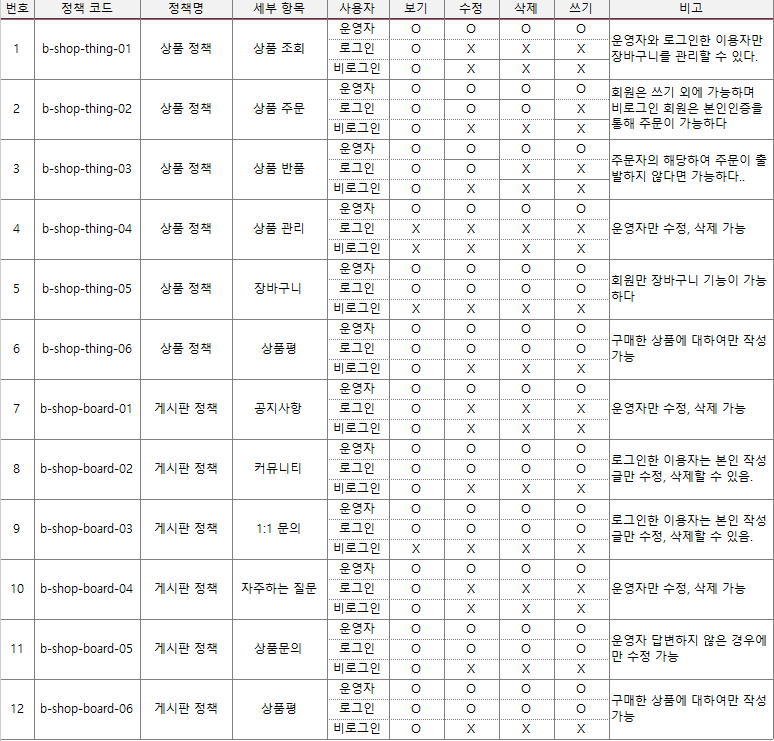 번호 정책 코드 정책명 세부 항목 사용자 보기 수정 삭제 쓰기 비고
1 b-shop-thing-01 상품 정책 상품 조회 운영자 O O O O 운영자와 로그인한 이용자만
로그인 O X X X 장바구니를 관리할 수 있다.
비로그인 O X X X
2 b-shop-thing-02 상품 정책 상품 주문 운영자 O O O O 회원은 쓰기 외에 가능하며
로그인 O O O X 비로그인 회원은 본인인증을
비로그인 O X X X 통해 주문이 가능하다
3 b-shop-thing-03 상품 정책 상품 반품 운영자 O O O O 주문자의 해당하여 주문이 출
로그인 O O X X 발하지 않다면 가능하다..
비로그인 O X X X
4 b-shop-thing-04 상품 정책 상품 관리 운영자 O O O O 운영자만 수정, 삭제 가능
로그인 X X X X
비로그인 X X X X
5 b-shop-thing-05 상품 정책 장바구니 운영자 O O O O 회원만 장바구니 기능이 가능
로그인 O O O O 하다
비로그인 X X X X
6 b-shop-thing-06 상품 정책 상품평 운영자 O O O O 구매한 상품에 대하여만 작성
로그인 O O O O 가능
비로그인 O X X X
7 b-shop-board-01 게시판 정책 공지사항 운영자 O O O O 운영자만 수정, 삭제 가능
로그인 O X X X
비로그인 O X X X
8 b-shop-board-02 게시판 정책 커뮤니티 운영자 O O O O 로그인한 이용자는 본인 작성
로그인 O O O O 글만 수정, 삭제할 수 있음.
비로그인 O X X X
9 b-shop-board-03 게시판 정책 1:1 문의 운영자 O O O O 로그인한 이용자는 본인 작성
로그인 O O O O 글만 수정, 삭제할 수 있음.
비로그인 X X X X
10 b-shop-board-04 게시판 정책 자주하는 질문 운영자 O O O O 운영자만 수정, 삭제 가능
로그인 O X X X
비로그인 O X X X
11 b-shop-board-05 게시판 정책 상품문의 운영자 O O O O 운영자 답변하지 않은 경우에
로그인 O O O O 만 수정 가능
비로그인 O X X X
12 b-shop-board-06 게시판 정책 상품평 운영자 O O O O 구매한 상품에 대하여만 작성
로그인 O O O O 가능
비로그인 O X X X